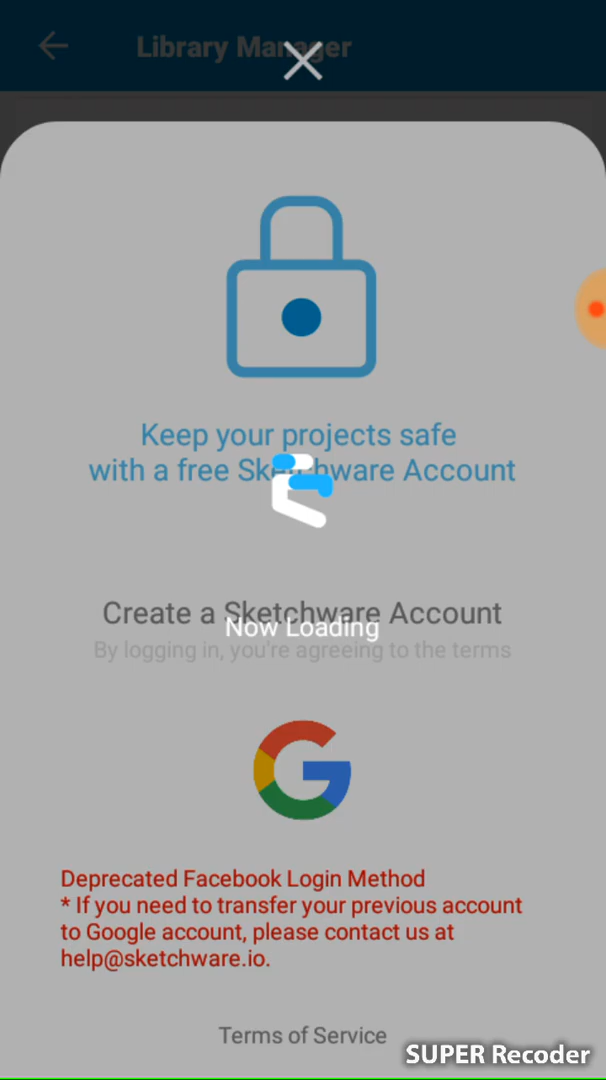 Library Manager
Keep your projects safe
with a free Sketchware Account
Create a Sketchware Account
Now Loading
By logging in, you're agreeing to the terms
Deprecated Facebook Login Method
* If you need to transfer your previous account
to Google account, please contact us at
help@sketchware.io.
Terms of Service
SUPER Recoder